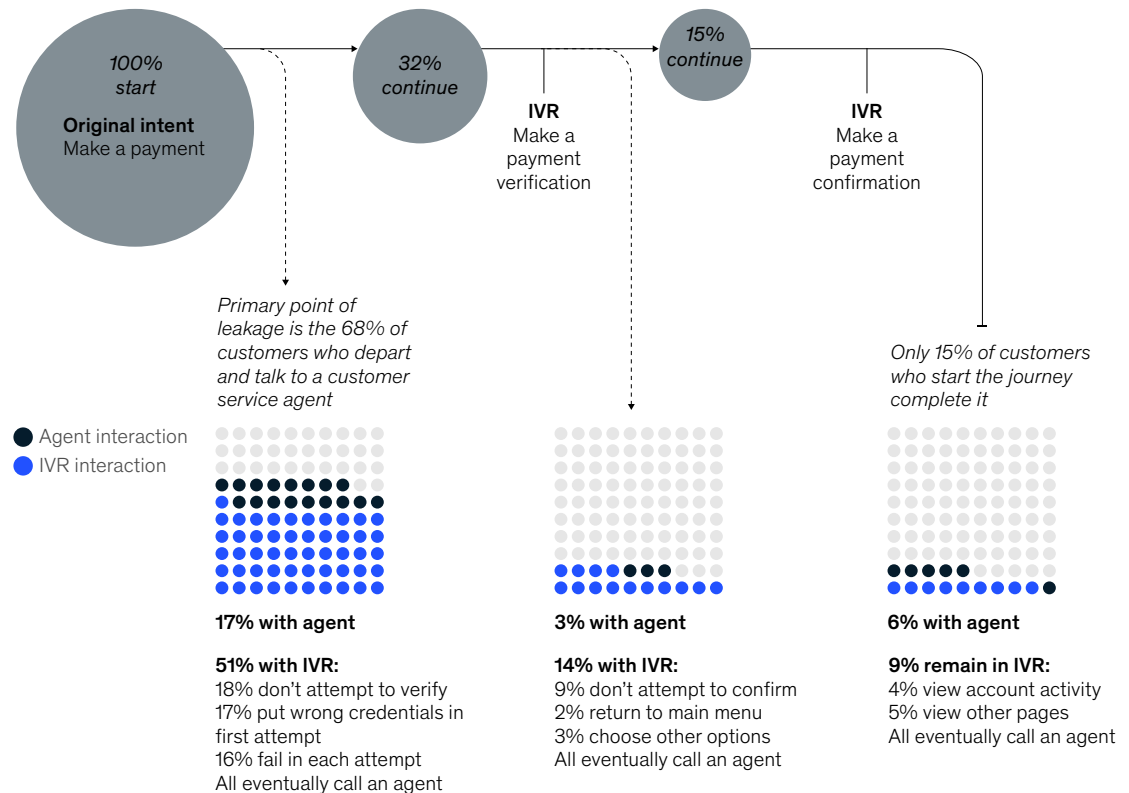 100%
start
Original intent
Make a payment
32%
continue
IVR
Make a
payment
verification
15%
continue
IVR
Make a
payment
confirmation
Primary point of
leakage is the 68% of
customers who depart
and talk to a customer
service agent
Only 15% of customers
who start the journey
complete it
Agent interaction
IVR interaction
17% with agent
51% with IVR:
18% don’t attempt to verify
17% put wrong credentials in
first attempt
16% fail in each attempt
All eventually call an agent
3% with agent
14% with IVR:
9% don’t attempt to confirm
2% return to main menu
3% choose other options
All eventually call an agent
6% with agent
9% remain in IVR:
4% view account activity
5% view other pages
All eventually call an agent